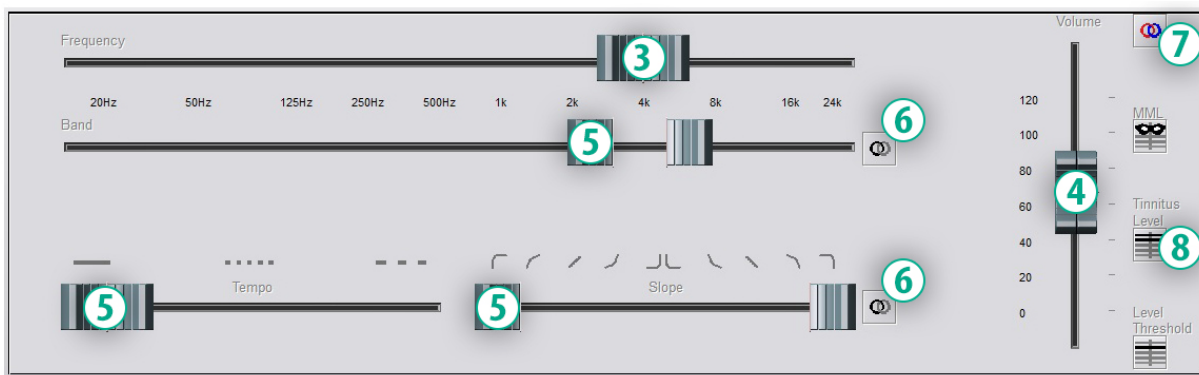 Frequency
3
20Hz 50Hz 125Hz 250Hz 500Hz 1k 2k 4k 8k 16k 24k
Band
5
6
Tempo
5
Slope
5
6
Volume
7
120
100
80
60
40
20
0
4
MML
Tinnitus
Level
8
Level
Threshold